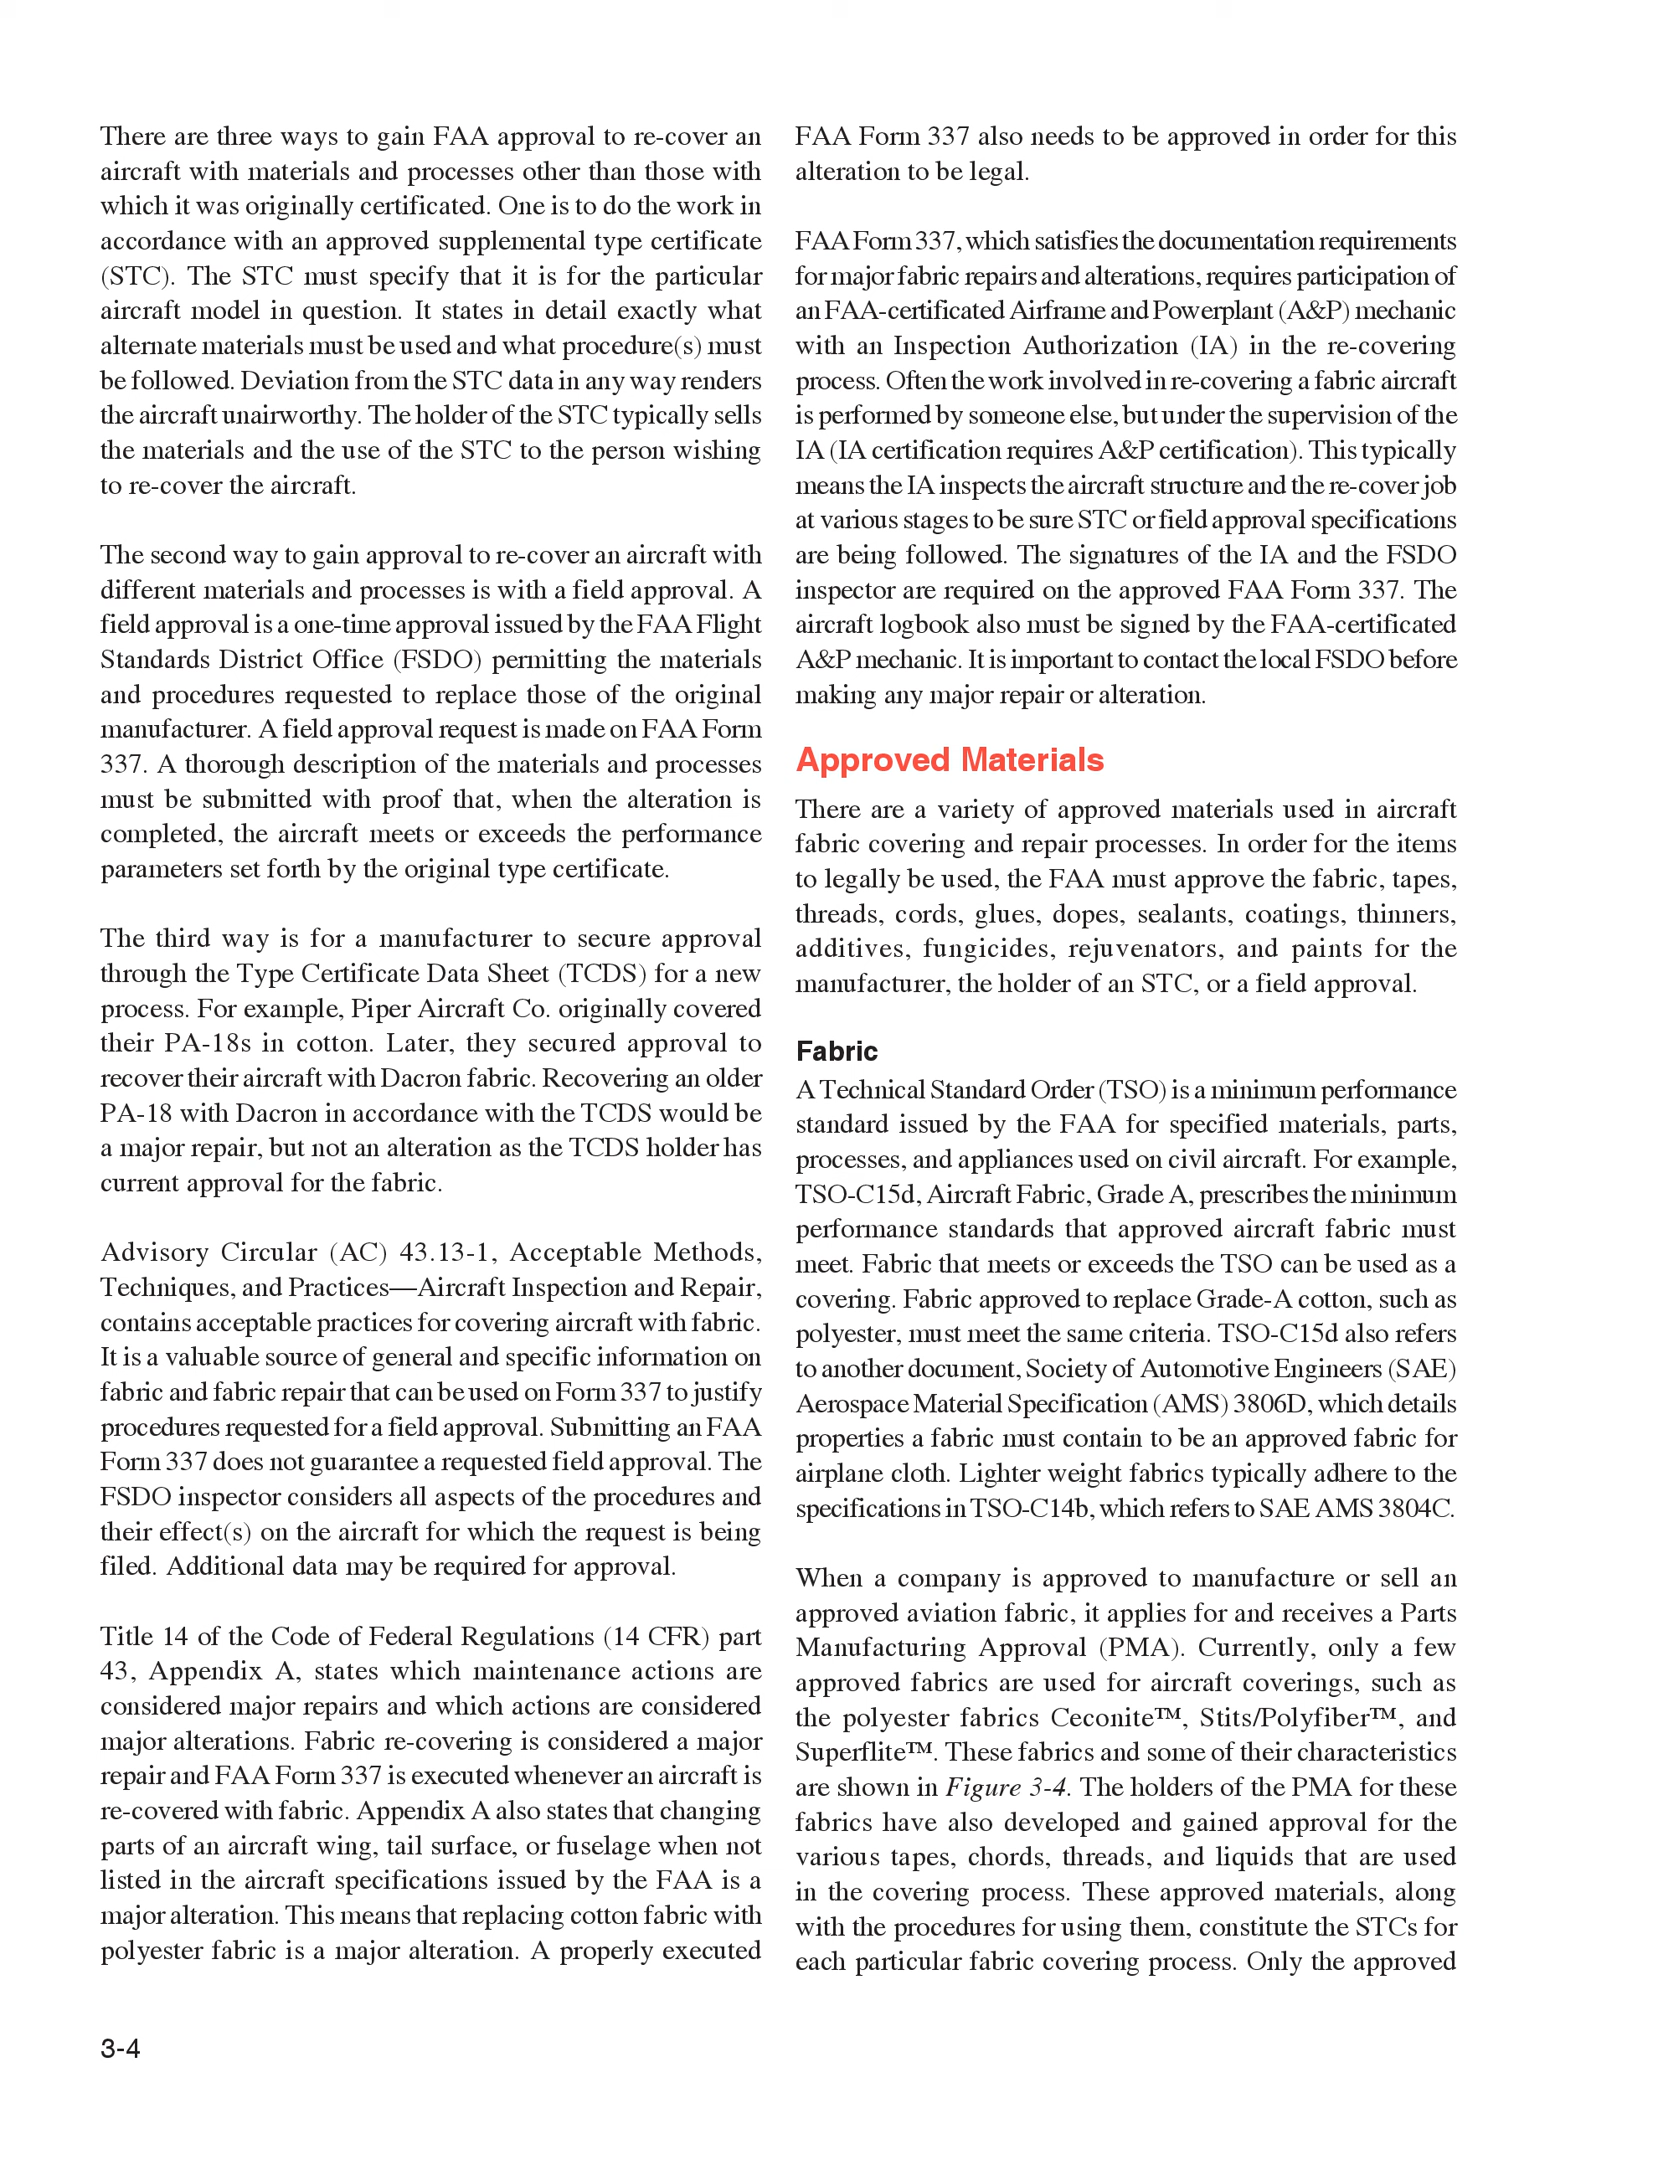 There are three ways to gain FAA approval to re-cover an
aircraft with materials and processes other than those with
which it was originally certificated. One is to do the work in
accordance with an approved supplemental type certificate
(STC). The STC must specify that it is for the particular
aircraft model in question. It states in detail exactly what
alternate materials must be used and what procedure(s) must
be followed. Deviation from the STC data in any way renders
the aircraft unairworthy. The holder of the STC typically sells
the materials and the use of the STC to the person wishing
to re-cover the aircraft.
The second way to gain approval to re-cover an aircraft with
different materials and processes is with a field approval. A
field approval is a one-time approval issued by the FAA Flight
Standards District Office (FSDO) permitting the materials
and procedures requested to replace those of the original
manufacturer. A field approval request is made on FAA Form
337. A thorough description of the materials and processes
must be submitted with proof that, when the alteration is
completed, the aircraft meets or exceeds the performance
parameters set forth by the original type certificate.
The third way is for a manufacturer to secure approval
through the Type Certificate Data Sheet (TCDS) for a new
process. For example, Piper Aircraft Co. originally covered
their PA-18s in cotton. Later, they secured approval to
recover their aircraft with Dacron fabric. Recovering an older
PA-18 with Dacron in accordance with the TCDS would be
a major repair, but not an alteration as the TCDS holder has
current approval for the fabric.
Advisory Circular (AC) 43.13-1, Acceptable Methods,
Techniques, and Practices—Aircraft Inspection and Repair,
contains acceptable practices for covering aircraft with fabric.
It is a valuable source of general and specific information on
fabric and fabric repair that can be used on Form 337 to justify
procedures requested for a field approval. Submitting an FAA
Form 337 does not guarantee a requested field approval. The
FSDO inspector considers all aspects of the procedures and
their effect(s) on the aircraft for which the request is being
filed. Additional data may be required for approval.
Title 14 of the Code of Federal Regulations (14 CFR) part
43, Appendix A, states which maintenance actions are
considered major repairs and which actions are considered
major alterations. Fabric re-covering is considered a major
repair and FAA Form 337 is executed whenever an aircraft is
re-covered with fabric. Appendix A also states that changing
parts of an aircraft wing, tail surface, or fuselage when not
listed in the aircraft specifications issued by the FAA is a
major alteration. This means that replacing cotton fabric with
polyester fabric is a major alteration. A properly executed
FAA Form 337 also needs to be approved in order for this
alteration to be legal.
FAA Form 337, which satisfies the documentation requirements
for major fabric repairs and alterations, requires participation of
an FAA-certificated Airframe and Powerplant (A&P) mechanic
with an Inspection Authorization (IA) in the re-covering
process. Often the work involved in re-covering a fabric aircraft
is performed by someone else, but under the supervision of the
IA (IA certification requires A&P certification). This typically
means the IA inspects the aircraft structure and the re-cover job
at various stages to be sure STC or field approval specifications
are being followed. The signatures of the IA and the FSDO
inspector are required on the approved FAA Form 337. The
aircraft logbook also must be signed by the FAA-certificated
A&P mechanic. It is important to contact the local FSDO before
making any major repair or alteration.
Approved Materials
There are a variety of approved materials used in aircraft
fabric covering and repair processes. In order for the items
to legally be used, the FAA must approve the fabric, tapes,
threads, cords, glues, dopes, sealants, coatings, thinners,
additives, fungicides, rejuvenators, and paints for the
manufacturer, the holder of an STC, or a field approval.
Fabric
A Technical Standard Order (TSO) is a minimum performance
standard issued by the FAA for specified materials, parts,
processes, and appliances used on civil aircraft. For example,
TSO-C15d, Aircraft Fabric, Grade A, prescribes the minimum
performance standards that approved aircraft fabric must
meet. Fabric that meets or exceeds the TSO can be used as a
covering. Fabric approved to replace Grade-A cotton, such as
polyester, must meet the same criteria. TSO-C15d also refers
to another document, Society of Automotive Engineers (SAE)
Aerospace Material Specification (AMS) 3806D, which details
properties a fabric must contain to be an approved fabric for
airplane cloth. Lighter weight fabrics typically adhere to the
specifications in TSO-C14b, which refers to SAE AMS 3804C.
When a company is approved to manufacture or sell an
approved aviation fabric, it applies for and receives a Parts
Manufacturing Approval (PMA). Currently, only a few
approved fabrics are used for aircraft coverings, such as
the polyester fabrics Ceconite™, Stits/Polyfiber™, and
Superflite™. These fabrics and some of their characteristics
are shown in Figure 3-4. The holders of the PMA for these
fabrics have also developed and gained approval for the
various tapes, chords, threads, and liquids that are used
in the covering process. These approved materials, along
with the procedures for using them, constitute the STCs for
each particular fabric covering process. Only the approved
3-4